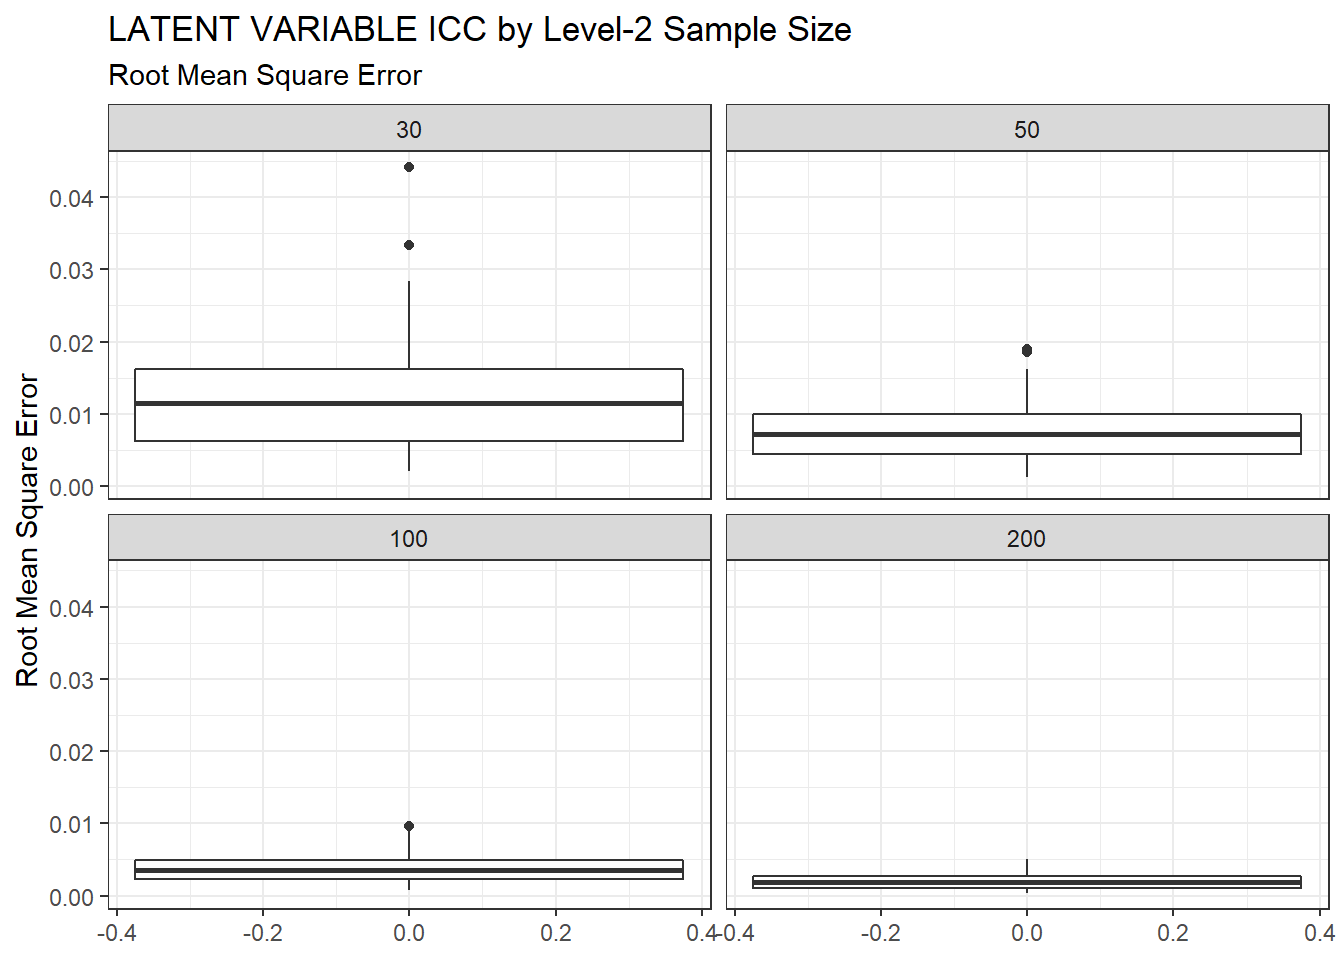 LATENT VARIABLE ICC by Level-2 Sample Size
Root Mean Square Error
30
50
0.04
0.03
0.02
0.01
0.00
Root Mean Square Error
100
200
0.04
0.03
0.02
0.01
0.00
-0.4 -0.2 0.0 0.2 0.4
-0.4 -0.2 0.0 0.2 0.4